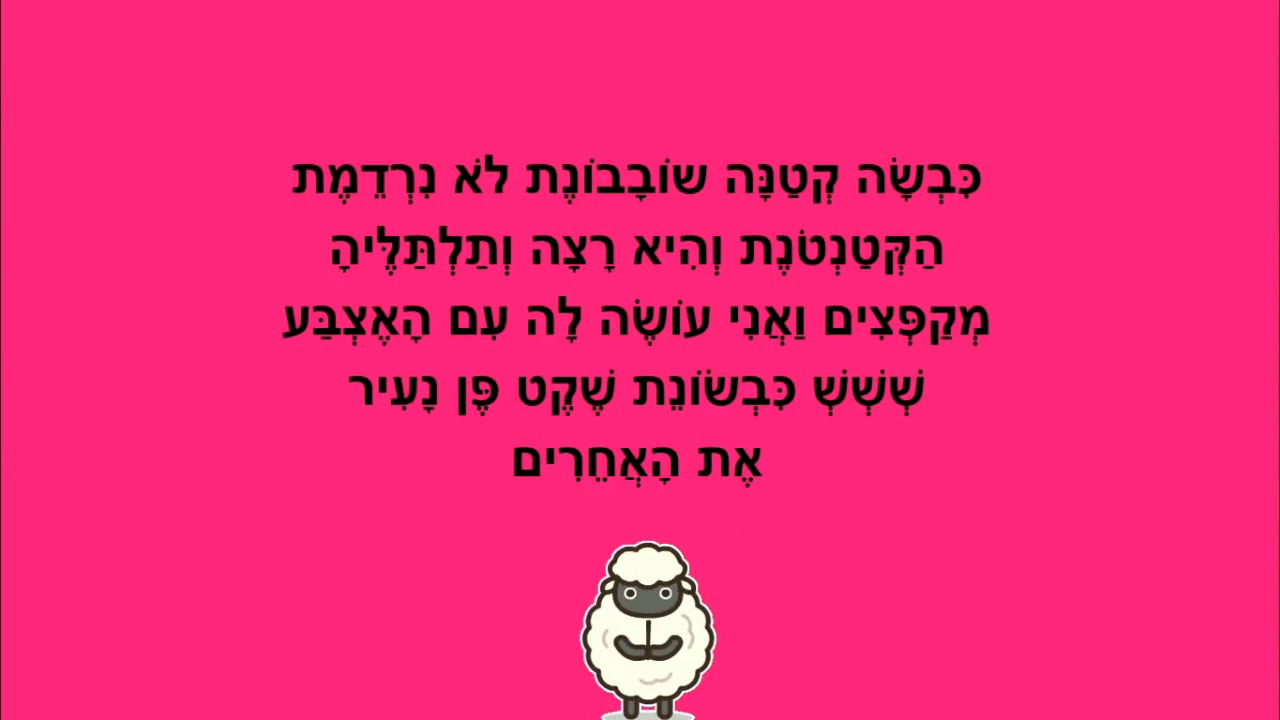 כִּבְשָׂה קְטַנָּה שׁוֹבָבוֹנֶת לֹא נִרְדֵמֶת
הַקְּטַנְטֹנֶת וְהִיא רָצָה וְתַלְתַּלֶּיהָ
מְקַפְּצִים וַאֲנִי עוֹשֶׂה לָה עִם הָאֶצְבַּע
שְׁשְׁשְׁ כִּבְשׂוֹנֵת שֶׁקֶט פֶּן נָעִיר
אֶת הָאֲחֵרִים